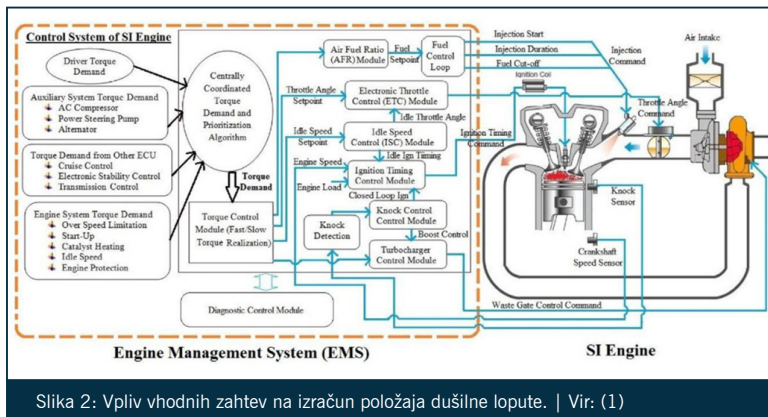 Control System of SI Engine
Driver Torque
Demand
Auxiliary System Torque Demand
AC Compressor
Power Steering Pump
Alternator
Torque Demand from Other ECU
Cruise Control
Electronic Stability Control
Transmission Control
Engine System Torque Demand
Over Speed Limitation
Start-Up
Catalyst Heating
Idle Speed
Engine Protection
Centrally
Coordinated
Torque
Demand and
Prioritization
Algorithm
Torque
Demand
Torque Control
Module (Fast/Slow
Torque Realization)
Diagnostic Control Module
Air Fuel Ratio
(AFR) Module
Fuel
Setpoint
Fuel
Control
Loop
Throttle Angle
Setpoint
Electronic Throttle
Control (ETC) Module
Idle Throttle Angle
Idle Speed
Setpoint
Idle Speed
Control (ISC) Module
Idle Ign Timing
Engine Speed
Engine Load
Ignition Timing
Control Module
Closed Loop Ign
Knock
Detection
Knock Control
Control Module
Boost Control
Turbocharger
Control Module
Injection Start
Injection Duration
Fuel Cut-off
Injection
Command
Ignition Coil
Throttle Angle
Command
Ignition Timing
Command
Air Intake
Knock
Sensor
Crankshaft
Speed Sensor
Waste Gate Control Command
Engine Management System (EMS)
SI Engine
Slika 2: Vpliv vhodnih zahtev na izračun položaja dušilne lopute. | Vir: (1)